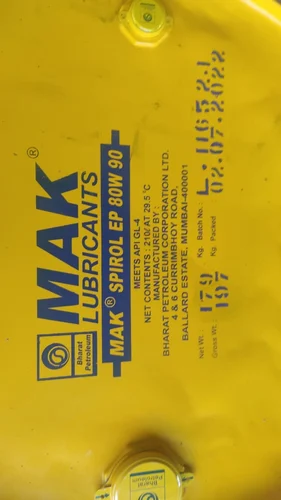 MAK®
LUBRICANTS
Bharat
Petroleum
MAK® SPIROL EP 80W 90
MEETS API GL-4
NET CONTENTS : 210l AT 29.5 °C
MANUFACTURED BY :
BHARAT PETROLEUM CORPORATION LTD.
4 & 6 CURRIMBHOY ROAD,
BALLARD ESTATE, MUMBAI-400001
Net Wt. 179 Kg. Batch No.:
Gross Wt. 197 Kg. Packed 02.07.2022
Bharat
Petroleum